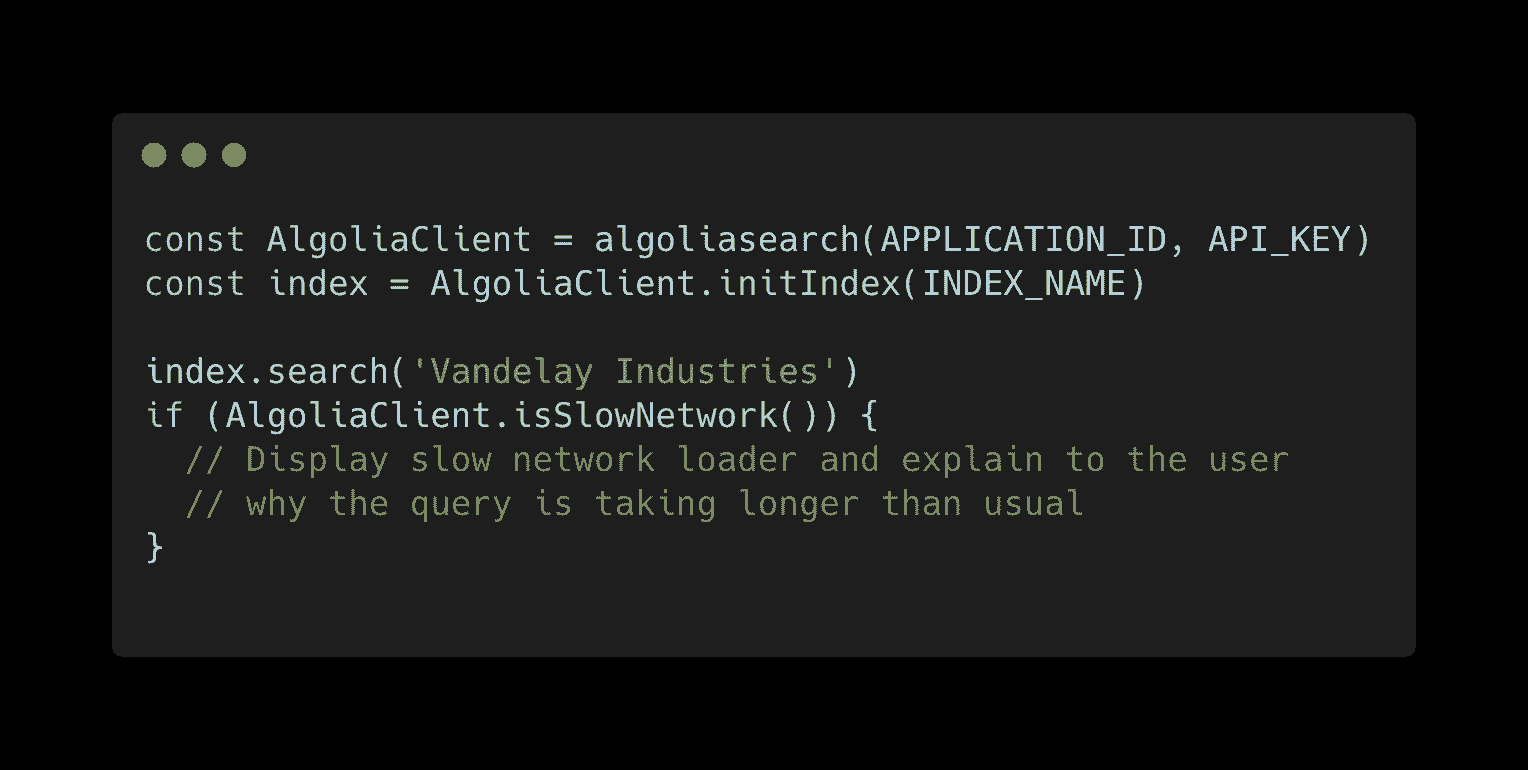 const AlgoliaClient = algoliasearch(APPLICATION_ID, API_KEY)
const index = AlgoliaClient.initIndex(INDEX_NAME)

index.search('Vandelay Industries')
if (AlgoliaClient.isSlowNetwork()) {
  // Display slow network loader and explain to the user
  // why the query is taking longer than usual
}